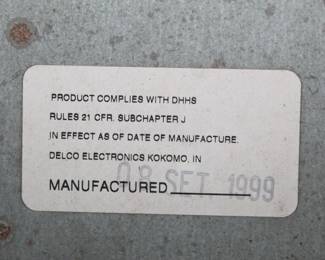 PRODUCT COMPLIES WITH DHHS
RULES 21 CFR. SUBCHAPTER J
IN EFFECT AS OF DATE OF MANUFACTURE.
DELCO ELECTRONICS KOKOMO, IN
08 SET. 1999
MANUFACTURED